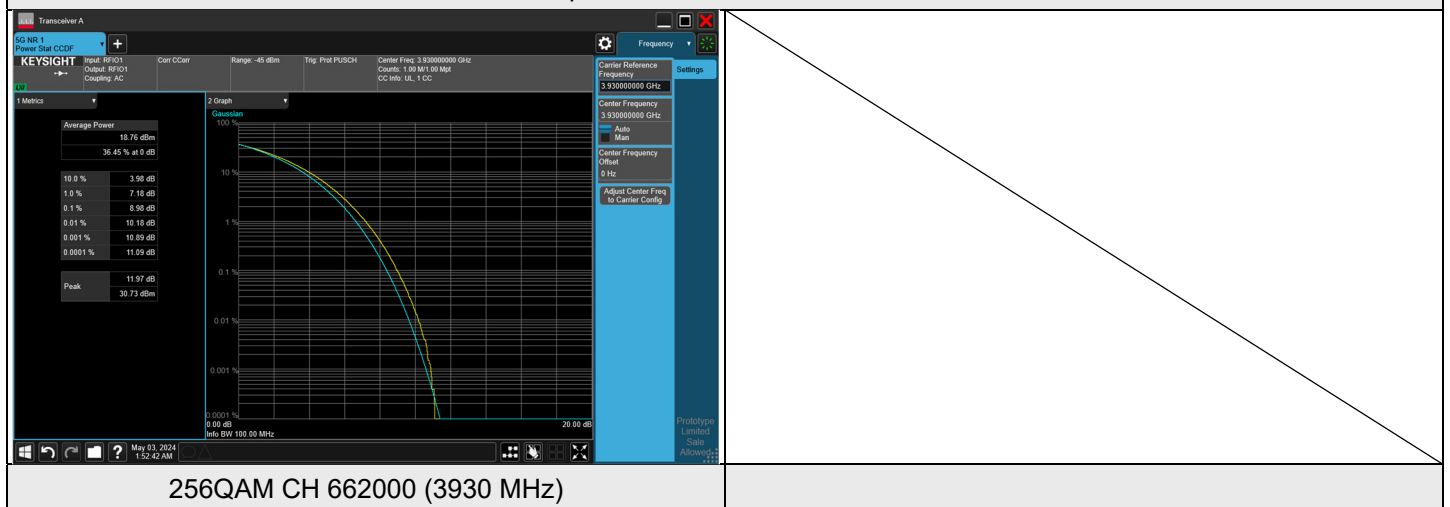 Transceiver A
5G NR 1
Power Stat CCDF
Frequency
KEYSIGHT
Input: RFIO1
Output: RFIO1
Coupling: AC
Corr CCorr
Range: -45 dBm
Trig: Prot PUSCH
Center Freq: 3.930000000 GHz
Counts: 1.00 M/1.00 Mpt
CC Info: UL, 1 CC
LXI
1 Metrics
Average Power
18.76 dBm
36.45 % at 0 dB
10.0 % 3.98 dB
1.0 % 7.18 dB
0.1 % 8.98 dB
0.01 % 10.18 dB
0.001 % 10.89 dB
0.0001 % 11.09 dB
Peak
11.97 dB
30.73 dBm
2 Graph
Gaussian
100 %
10 %
1 %
0.1 %
0.01 %
0.001 %
0.0001 %
0.00 dB
20.00 dB
Info BW 100.00 MHz
Carrier Reference
Frequency
3.930000000 GHz
Center Frequency
3.930000000 GHz
Auto
Man
Center Frequency
Offset
0 Hz
Adjust Center Freq
to Carrier Config
Settings
Prototype
Limited
Sale
Allowed
?
May 03, 2024
1:52:42 AM
256QAM CH 662000 (3930 MHz)